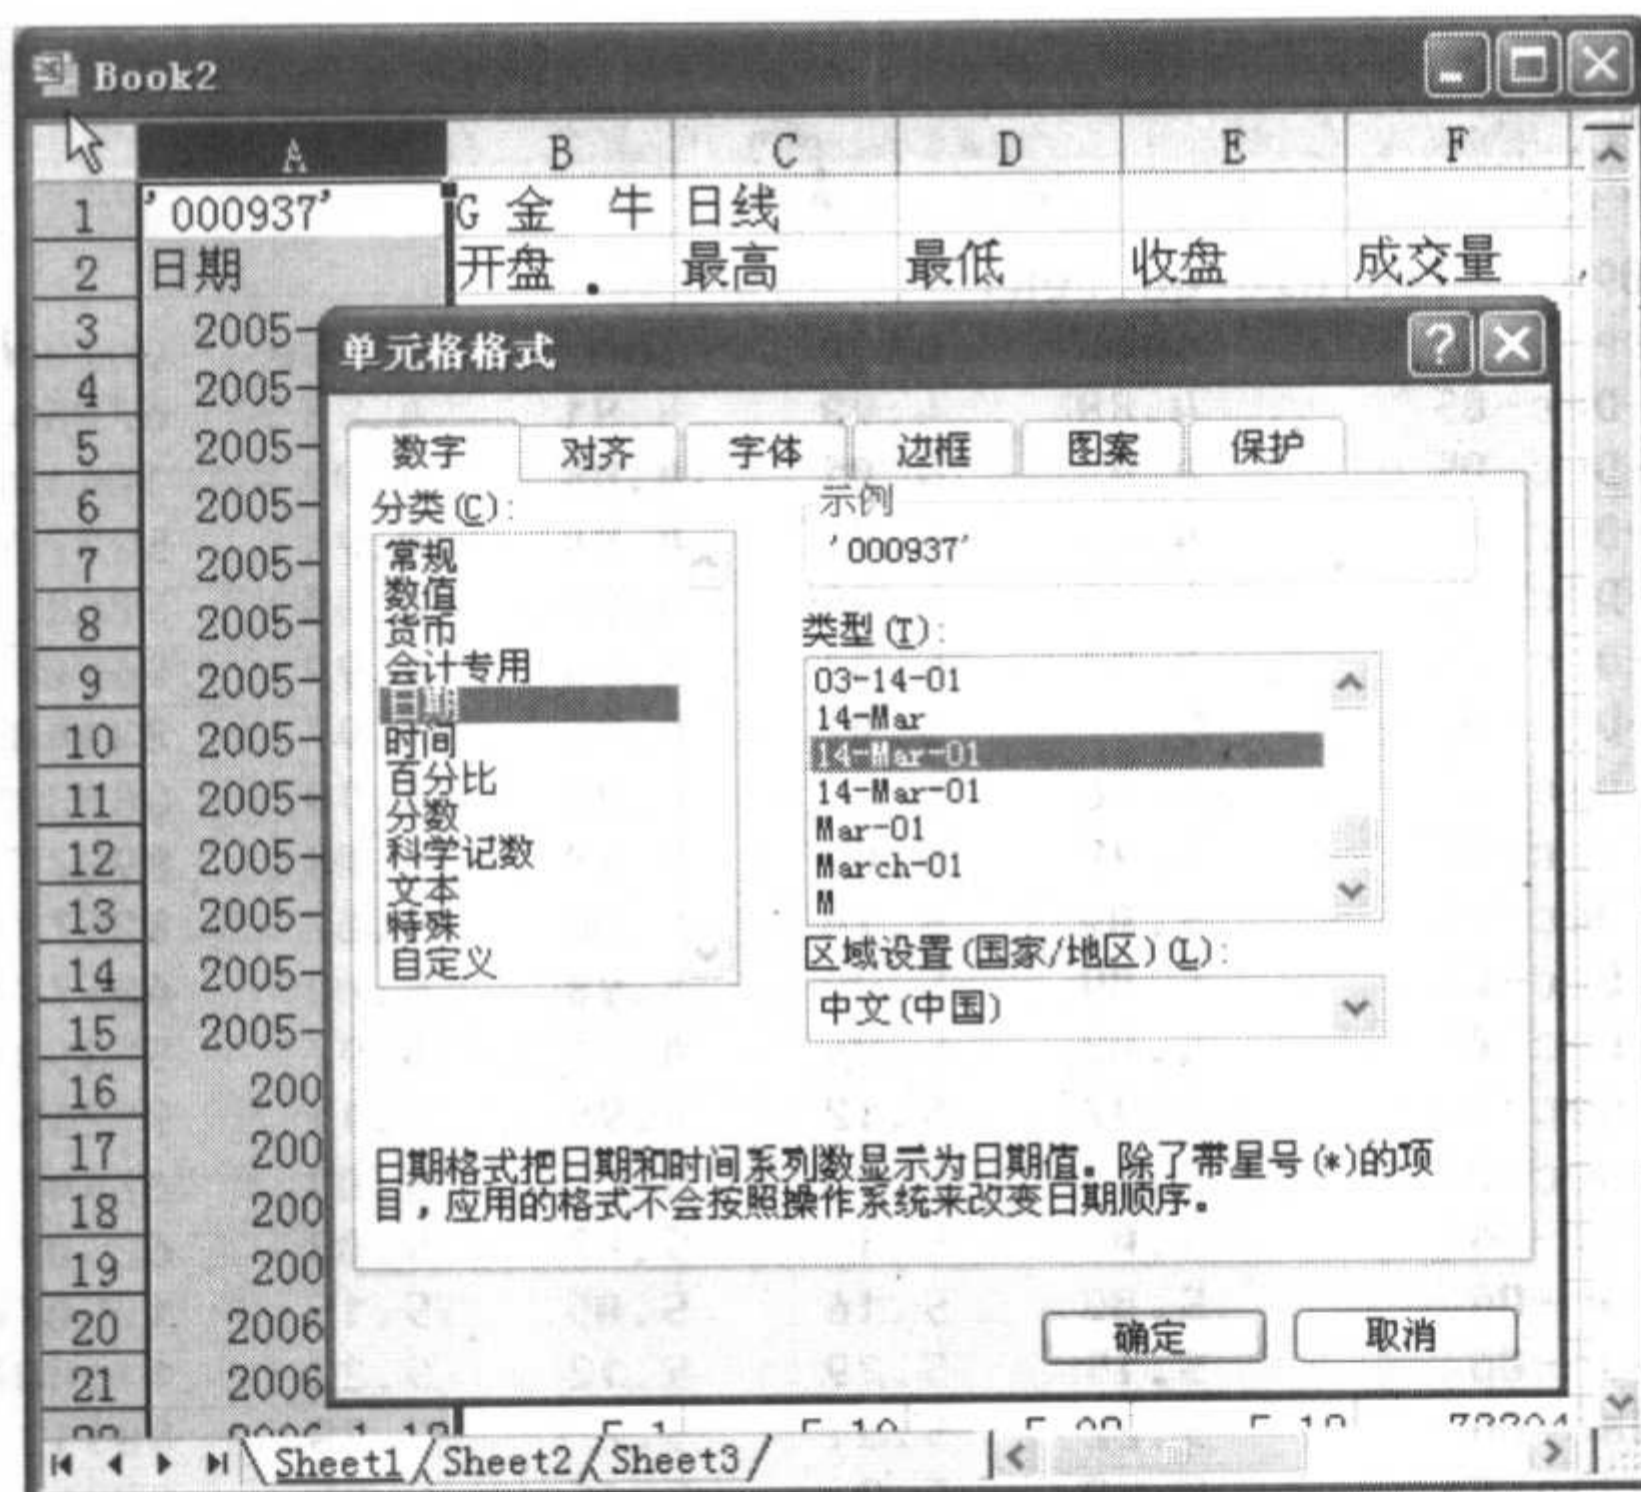 Book2
A B C D E F
1 '000937' G 金 牛 日线
2 日期 开盘 最高 最低 收盘 成交量
3 2005-
4 2005-
5 2005-
6 2005-
7 2005-
8 2005-
9 2005-
10 2005-
11 2005-
12 2005-
13 2005-
14 2005-
15 2005-
16 200
17 200
18 200
19 200
20 2006
21 2006
单元格格式
数字 对齐 字体 边框 图案 保护
分类(C):
常规
数值
货币
会计专用
日期
时间
百分比
分数
科学记数
文本
特殊
自定义
示例
'000937'
类型(T):
03-14-01
14-Mar
14-Mar-01
14-Mar-01
Mar-01
March-01
M
区域设置(国家/地区)(L):
中文(中国)
日期格式把日期和时间系列数显示为日期值。除了带星号(*)的项
目，应用的格式不会按照操作系统来改变日期顺序。
确定 取消
Sheet1 Sheet2 Sheet3